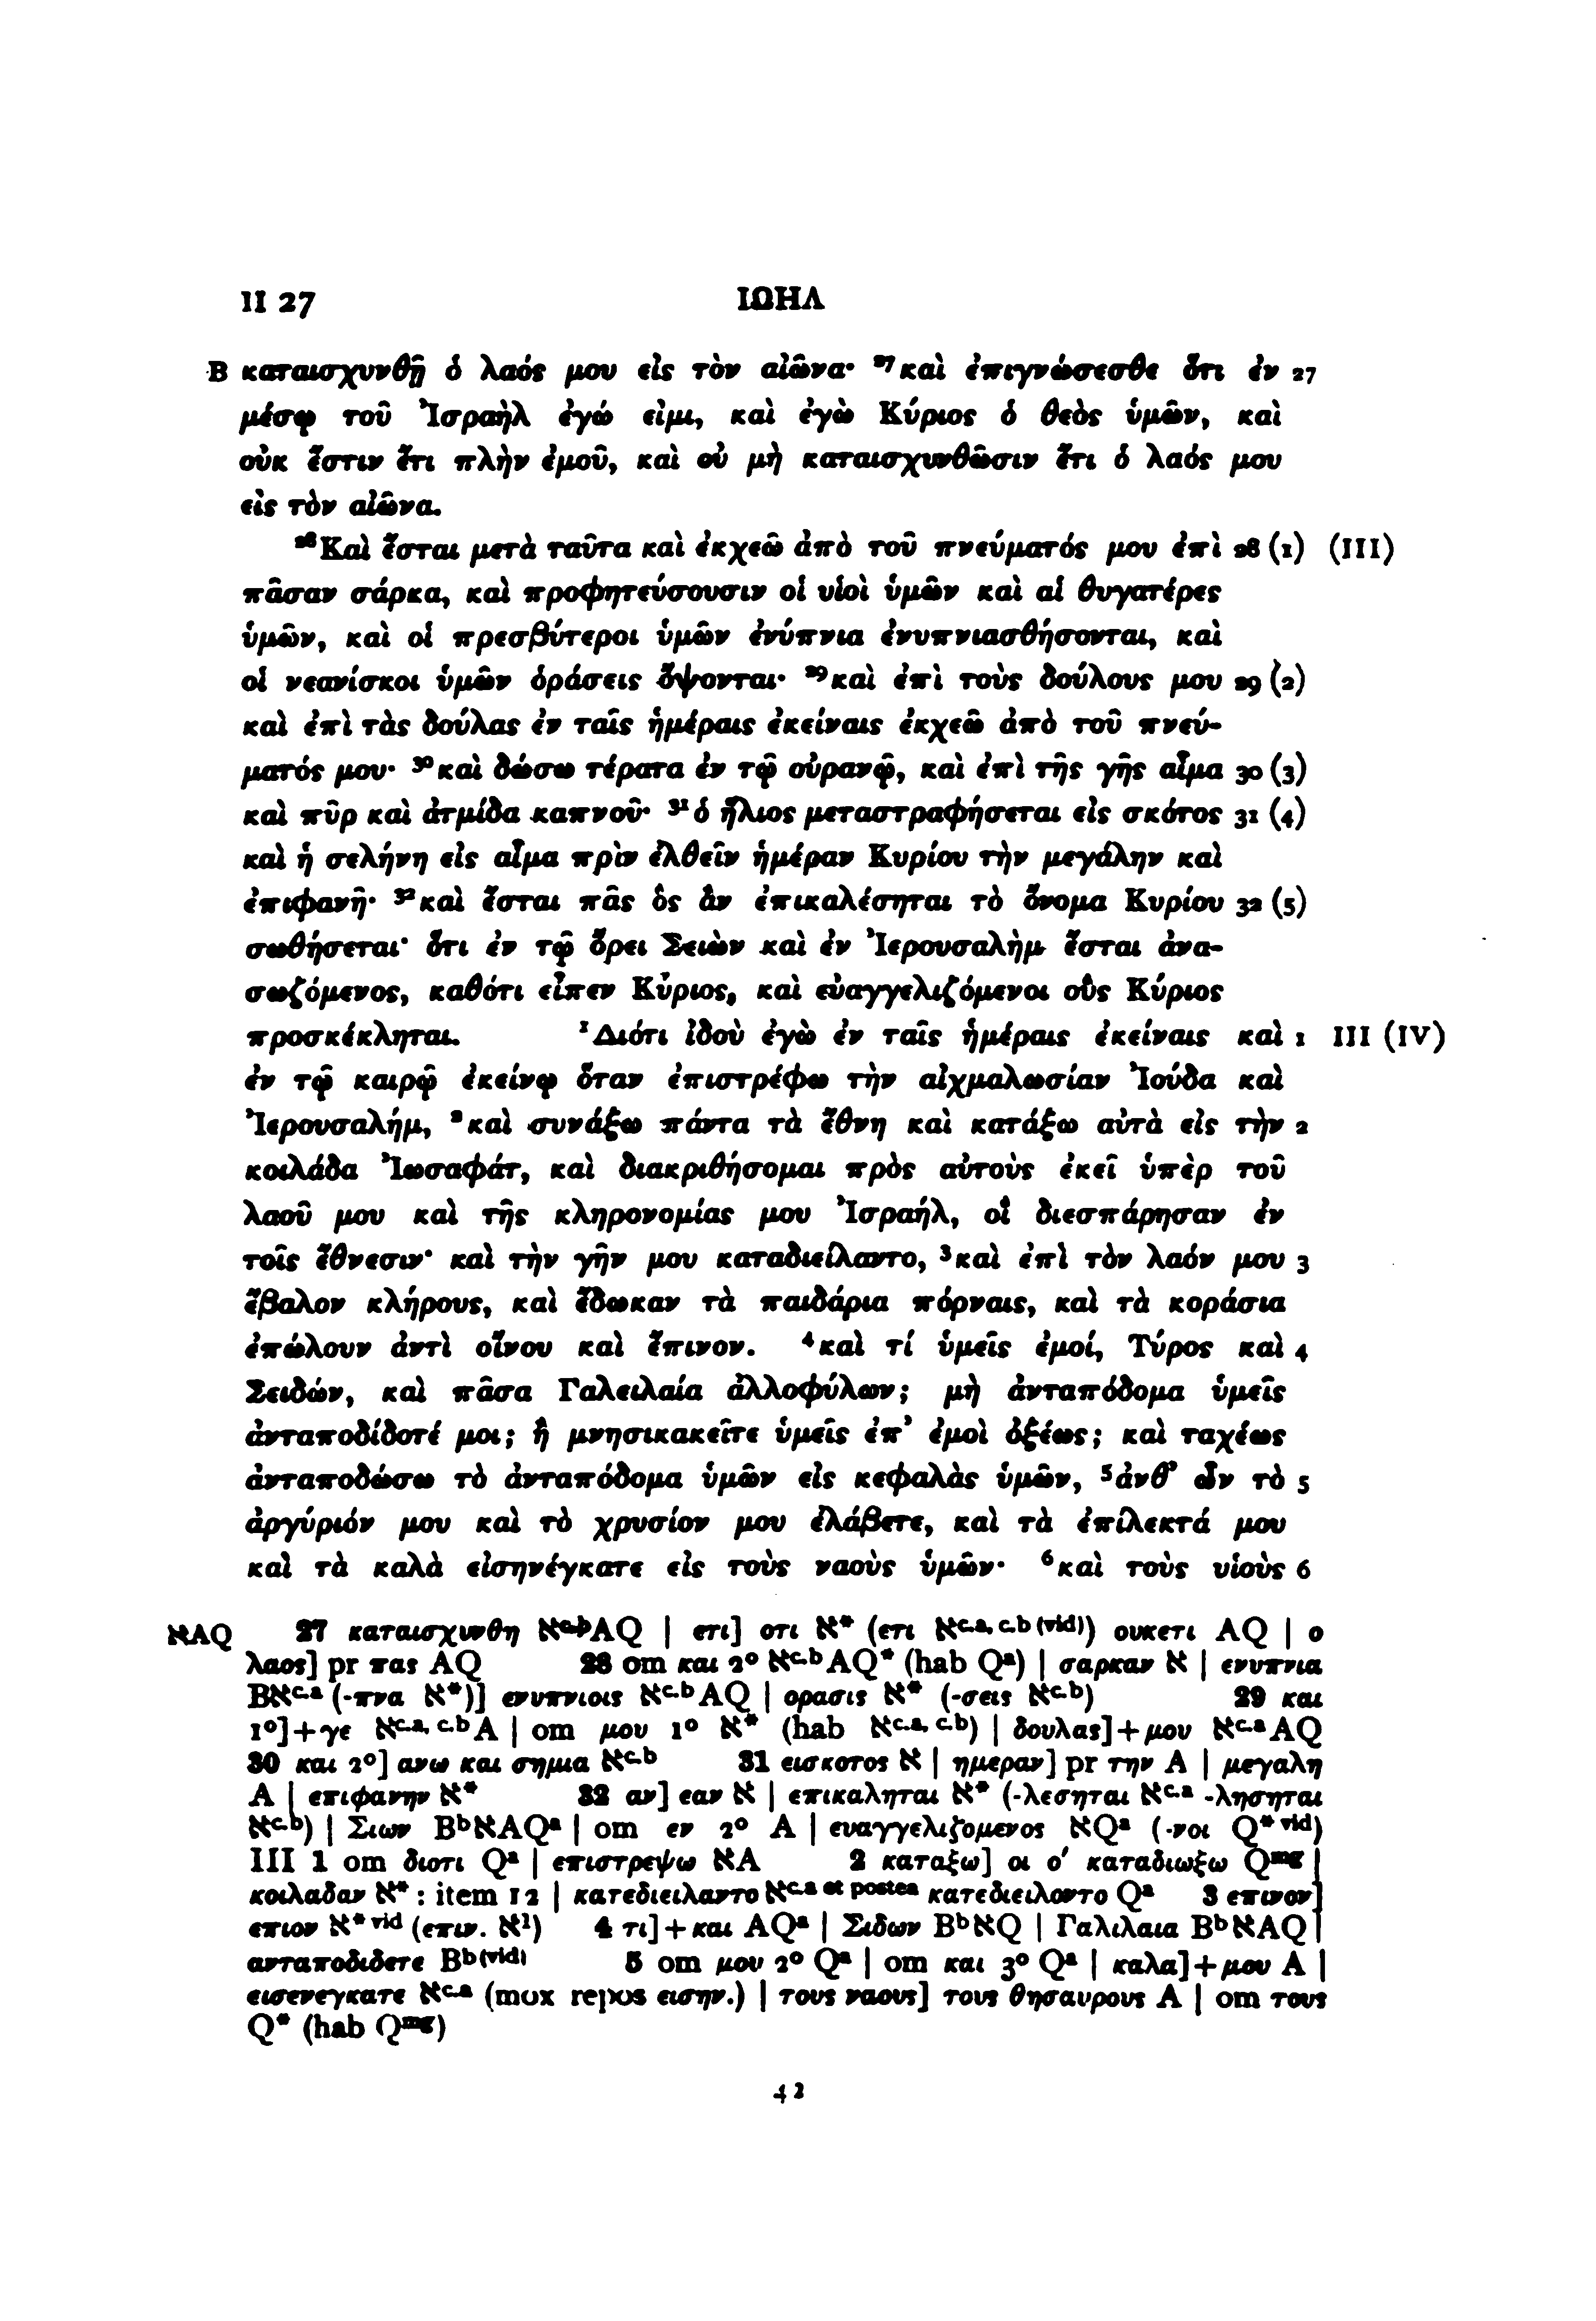 II 27 ΙΩΗΛ
B καταισχυνθῇ ὁ λαός μου εἰς τὸν αἰῶνα· ²⁷καὶ ἐπιγνώσεσθε ὅτι ἐν 27
μέσῳ τοῦ Ἰσραὴλ ἐγώ εἰμι, καὶ ἐγὼ Κύριος ὁ θεὸς ὑμῶν, καὶ
οὐκ ἔστιν ἔτι πλὴν ἐμοῦ, καὶ οὐ μὴ καταισχυνθῶσιν ἔτι ὁ λαός μου
εἰς τὸν αἰῶνα.
²⁸Καὶ ἔσται μετὰ ταῦτα καὶ ἐκχεῶ ἀπὸ τοῦ πνεύματός μου ἐπὶ 28 (1) (III)
πᾶσαν σάρκα, καὶ προφητεύσουσιν οἱ υἱοὶ ὑμῶν καὶ αἱ θυγατέρες
ὑμῶν, καὶ οἱ πρεσβύτεροι ὑμῶν ἐνύπνια ἐνυπνιασθήσονται, καὶ
οἱ νεανίσκοι ὑμῶν ὁράσεις ὄψονται· ²⁹καὶ ἐπὶ τοὺς δούλους μου 29 (2)
καὶ ἐπὶ τὰς δούλας ἐν ταῖς ἡμέραις ἐκείναις ἐκχεῶ ἀπὸ τοῦ πνεύ-
ματός μου· ³⁰καὶ δώσω τέρατα ἐν τῷ οὐρανῷ, καὶ ἐπὶ τῆς γῆς αἷμα 30 (3)
καὶ πῦρ καὶ ἀτμίδα καπνοῦ· ³¹ὁ ἥλιος μεταστραφήσεται εἰς σκότος 31 (4)
καὶ ἡ σελήνη εἰς αἷμα πρὶν ἐλθεῖν ἡμέραν Κυρίου τὴν μεγάλην καὶ
ἐπιφανῆ· ³²καὶ ἔσται πᾶς ὃς ἂν ἐπικαλέσηται τὸ ὄνομα Κυρίου 32 (5)
σωθήσεται· ὅτι ἐν τῷ ὄρει Σειὼν καὶ ἐν Ἰερουσαλὴμ ἔσται ἀνα-
σωζόμενος, καθότι εἶπεν Κύριος, καὶ εὐαγγελιζόμενοι οὓς Κύριος
προσκέκληται. ¹Διότι ἰδοὺ ἐγὼ ἐν ταῖς ἡμέραις ἐκείναις καὶ 1 III (IV)
ἐν τῷ καιρῷ ἐκείνῳ ὅταν ἐπιστρέφω τὴν αἰχμαλωσίαν Ἰούδα καὶ
Ἰερουσαλήμ, ²καὶ συνάξω πάντα τὰ ἔθνη καὶ κατάξω αὐτὰ εἰς τὴν 2
κοιλάδα Ἰωσαφάτ, καὶ διακριθήσομαι πρὸς αὐτοὺς ἐκεῖ ὑπὲρ τοῦ
λαοῦ μου καὶ τῆς κληρονομίας μου Ἰσραήλ, οἳ διεσπάρησαν ἐν
τοῖς ἔθνεσιν· καὶ τὴν γῆν μου καταδιείλαντο, ³καὶ ἐπὶ τὸν λαόν μου 3
ἔβαλον κλήρους, καὶ ἔδωκαν τὰ παιδάρια πόρναις, καὶ τὰ κοράσια
ἐπώλουν ἀντὶ οἴνου καὶ ἔπινον. ⁴καὶ τί ὑμεῖς ἐμοί, Τύρος καὶ 4
Σειδών, καὶ πᾶσα Γαλειλαία ἀλλοφύλων; μὴ ἀνταπόδομα ὑμεῖς
ἀνταποδίδοτέ μοι; ἢ μνησικακεῖτε ὑμεῖς ἐπ’ ἐμοὶ ὀξέως; καὶ ταχέως
ἀνταποδώσω τὸ ἀνταπόδομα ὑμῶν εἰς κεφαλὰς ὑμῶν, ⁵ἀνθ’ ὧν τὸ 5
ἀργύριόν μου καὶ τὸ χρυσίον μου ἐλάβετε, καὶ τὰ ἐπίλεκτά μου
καὶ τὰ καλὰ εἰσηνέγκατε εἰς τοὺς ναοὺς ὑμῶν· ⁶καὶ τοὺς υἱοὺς 6
אAQ 27 καταισχυνθη א^c.b AQ | ετι] οτι א* (ετι א^c.a, c.b (vid)) ουκετι AQ | ο
λαος] pr πας AQ 28 om και 2° א^c.b AQ* (hab Q^a) | σαρκαν א | ενυπνια
Bא^c.a (-πνα א*)] ενυπνιοις א^c.b AQ | ορασις א* (-σεις א^c.b) 29 και
1°]+γε א^c.a, c.b A | om μου 1° א* (hab א^c.a, c.b) | δουλας]+μου א^c.a AQ
30 και 2°] ανω και σημια א^c.b 31 εισκοτος א | ημεραν] pr την A | μεγαλη
A | επιφανην א* 32 αν] εαν א | επικαληται א* (-λεσηται א^c.a -λησηται
א^c.b) | Σιων B^b אAQ^a | om εν 2° A | ευαγγελιζομενος אQ^a (-νοι Q* vid)
III 1 om διοτι Q^a | επιστρεψω אA 2 καταξω] οι ο′ καταδιωξω Q^mg |
κοιλαδαν א* : item 12 | κατεδιειλαντο א^c.a et postea κατεδιειλοντο Q^a 3 επινον]
επιον א* vid (επιν. א¹) 4 τι]+και AQ^a | Σιδων B^b אQ | Γαλιλαια B^b אAQ |
ανταποδιδετε B^b (vid) 5 om μου 2° Q^a | om και 3° Q^a | καλα]+μου A |
εισενεγκατε א^c.a (mox repos εισην.) | τους ναους] τους θησαυρους A | om τους
Q* (hab Q^mg)
42